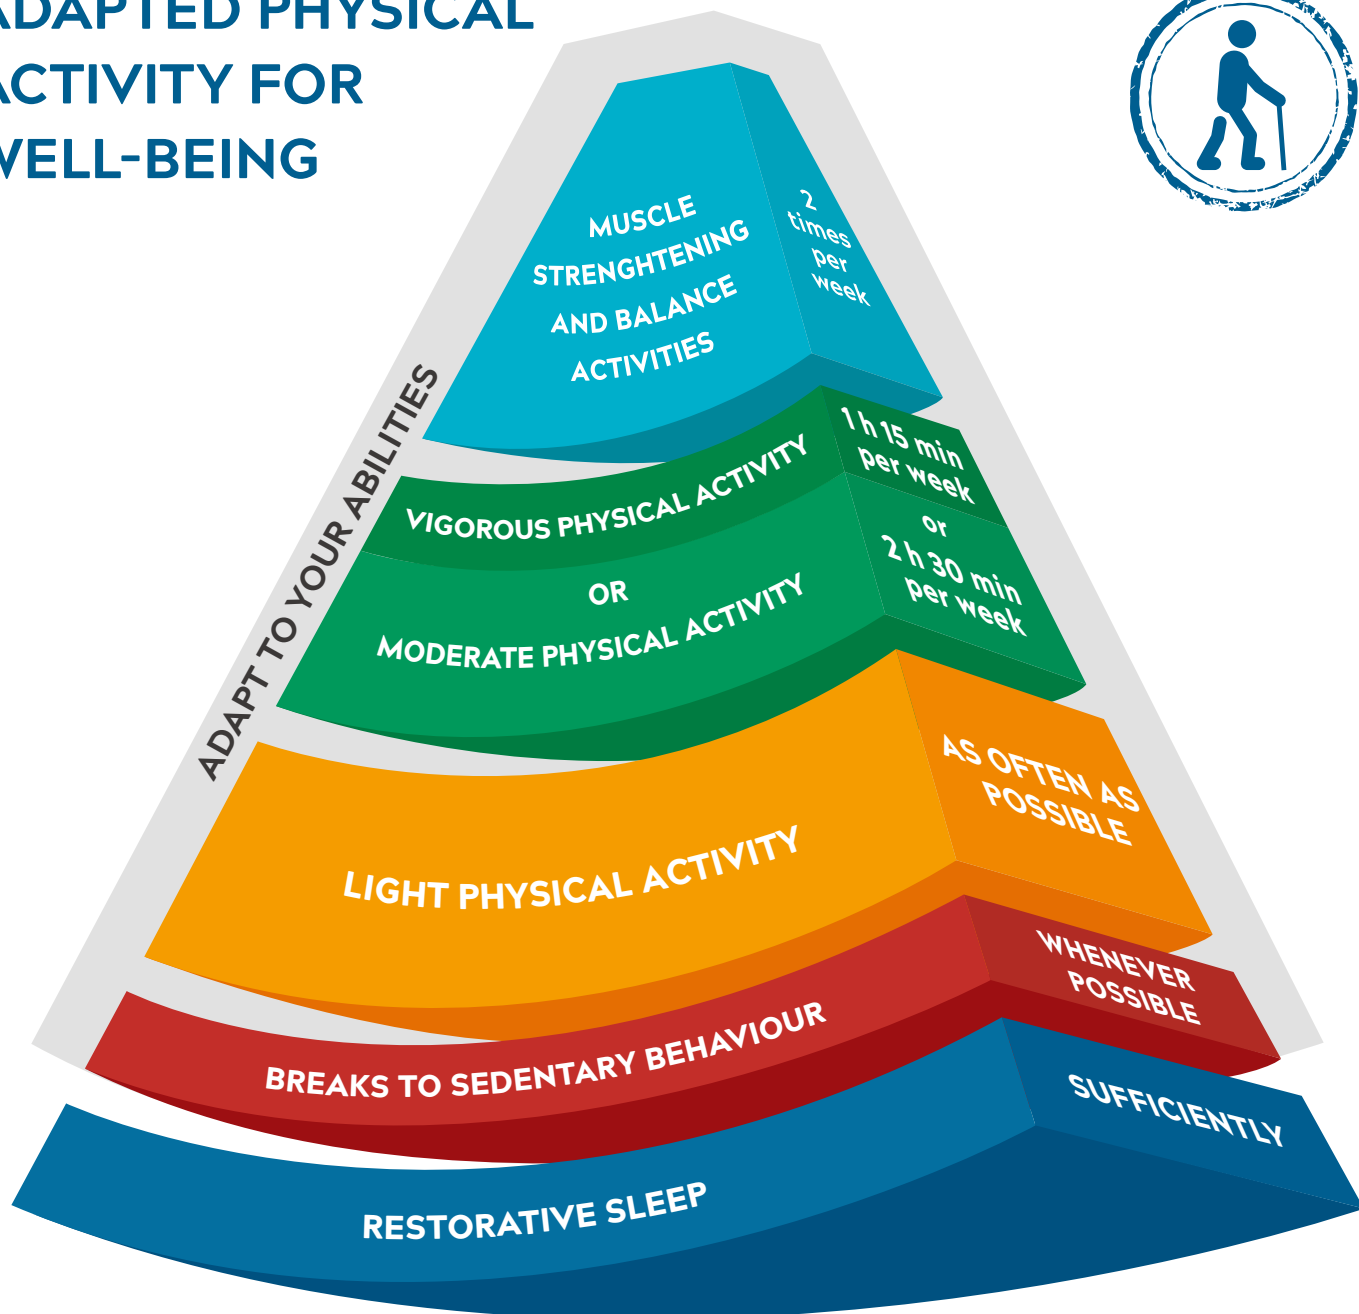 ADAPTED PHYSICAL
ACTIVITY FOR
WELL-BEING
MUSCLE
STRENGHTENING
AND BALANCE
ACTIVITIES
2
times
per
week
ADAPT TO YOUR ABILITIES
VIGOROUS PHYSICAL ACTIVITY
1 h 15 min
per week
OR
MODERATE PHYSICAL ACTIVITY
or
2 h 30 min
per week
LIGHT PHYSICAL ACTIVITY
AS OFTEN AS
POSSIBLE
BREAKS TO SEDENTARY BEHAVIOUR
WHENEVER
POSSIBLE
RESTORATIVE SLEEP
SUFFICIENTLY